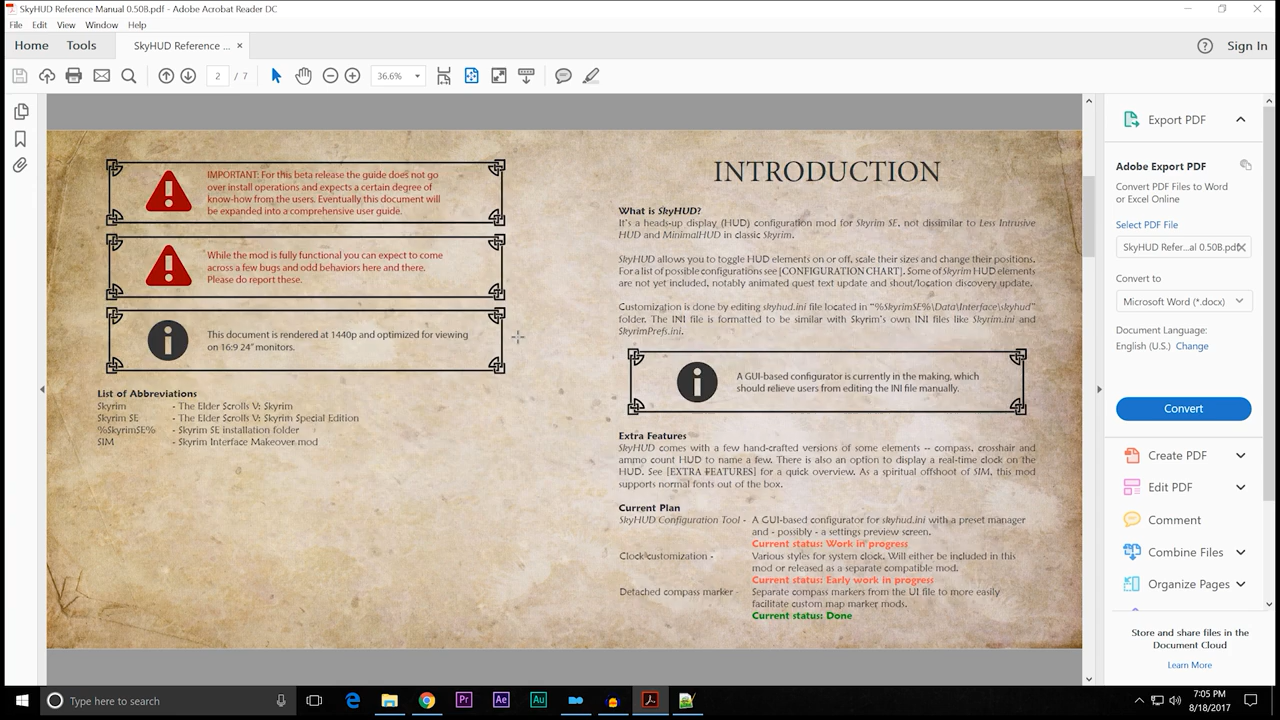 SkyHUD Reference Manual 0.50B.pdf - Adobe Acrobat Reader DC
File Edit View Window Help
Home Tools SkyHUD Reference ... × Sign In
2 / 7 36.6%
IMPORTANT: For this beta release the guide does not go
over install operations and expects a certain degree of
know-how from the users. Eventually this document will
be expanded into a comprehensive user guide.
While the mod is fully functional you can expect to come
across a few bugs and odd behaviors here and there.
Please do report these.
This document is rendered at 1440p and optimized for viewing
on 16:9 24" monitors.
List of Abbreviations
Skyrim - The Elder Scrolls V: Skyrim
Skyrim SE - The Elder Scrolls V: Skyrim Special Edition
%SkyrimSE% - Skyrim SE installation folder
SIM - Skyrim Interface Makeover mod
INTRODUCTION
What is SkyHUD?
It's a heads-up display (HUD) configuration mod for Skyrim SE, not dissimilar to Less Intrusive
HUD and MinimalHUD in classic Skyrim.
SkyHUD allows you to toggle HUD elements on or off, scale their sizes and change their positions.
For a list of possible configurations see [CONFIGURATION CHART]. Some of Skyrim HUD elements
are not yet included, notably animated quest text update and shout/location discovery update.
Customization is done by editing skyhud.ini file located in "%SkyrimSE%\Data\Interface\skyhud"
folder. The INI file is formatted to be similar with Skyrim's own INI files like Skyrim.ini and
SkyrimPrefs.ini.
A GUI-based configurator is currently in the making, which
should relieve users from editing the INI file manually.
Extra Features
SkyHUD comes with a few hand-crafted versions of some elements -- compass, crosshair and
ammo count HUD to name a few. There is also an option to display a real-time clock on the
HUD. See [EXTRA FEATURES] for a quick overview. As a spiritual offshoot of SIM, this mod
supports normal fonts out of the box.
Current Plan
SkyHUD Configuration Tool - A GUI-based configurator for skyhud.ini with a preset manager
and - possibly - a settings preview screen.
Current status: Work in progress
Clock customization - Various styles for system clock. Will either be included in this
mod or released as a separate compatible mod.
Current status: Early work in progress
Detached compass marker - Separate compass markers from the UI file to more easily
facilitate custom map marker mods.
Current status: Done
Export PDF
Adobe Export PDF
Convert PDF Files to Word
or Excel Online
Select PDF File
SkyHUD Refer...al 0.50B.pdf
Convert to
Microsoft Word (*.docx)
Document Language:
English (U.S.) Change
Convert
Create PDF
Edit PDF
Comment
Combine Files
Organize Pages
Store and share files in the
Document Cloud
Learn More
Type here to search
Pr Ae Au
7:05 PM
8/18/2017